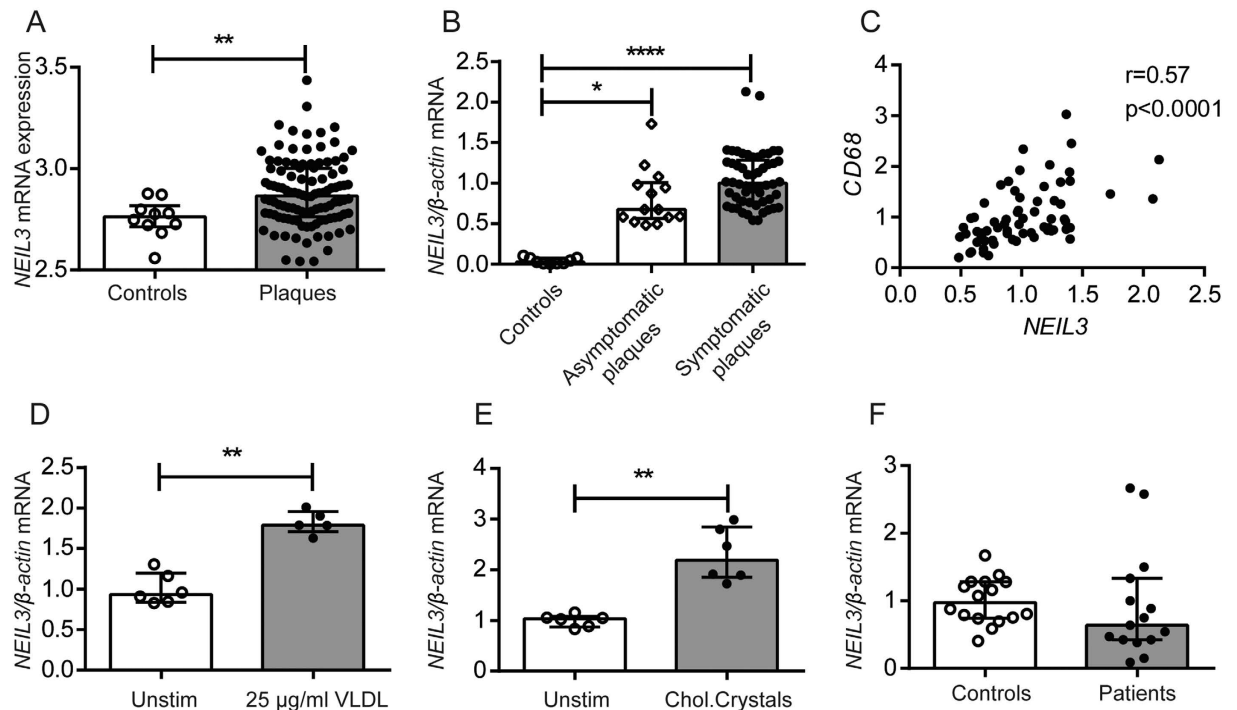 A
NEIL3 mRNA expression
3.5
3.0
2.5
**
Controls
Plaques
B
NEIL3/β-actin mRNA
2.5
2.0
1.5
1.0
0.5
0.0
****
*
Controls
Asymptomatic
plaques
Symptomatic
plaques
C
CD68
4
3
2
1
0
r=0.57
p<0.0001
0.0
0.5
1.0
1.5
2.0
2.5
NEIL3
D
NEIL3/β-actin mRNA
2.5
2.0
1.5
1.0
0.5
0.0
**
Unstim
25 µg/ml VLDL
E
NEIL3/β-actin mRNA
4
3
2
1
0
**
Unstim
Chol.Crystals
F
NEIL3/β-actin mRNA
3
2
1
0
Controls
Patients